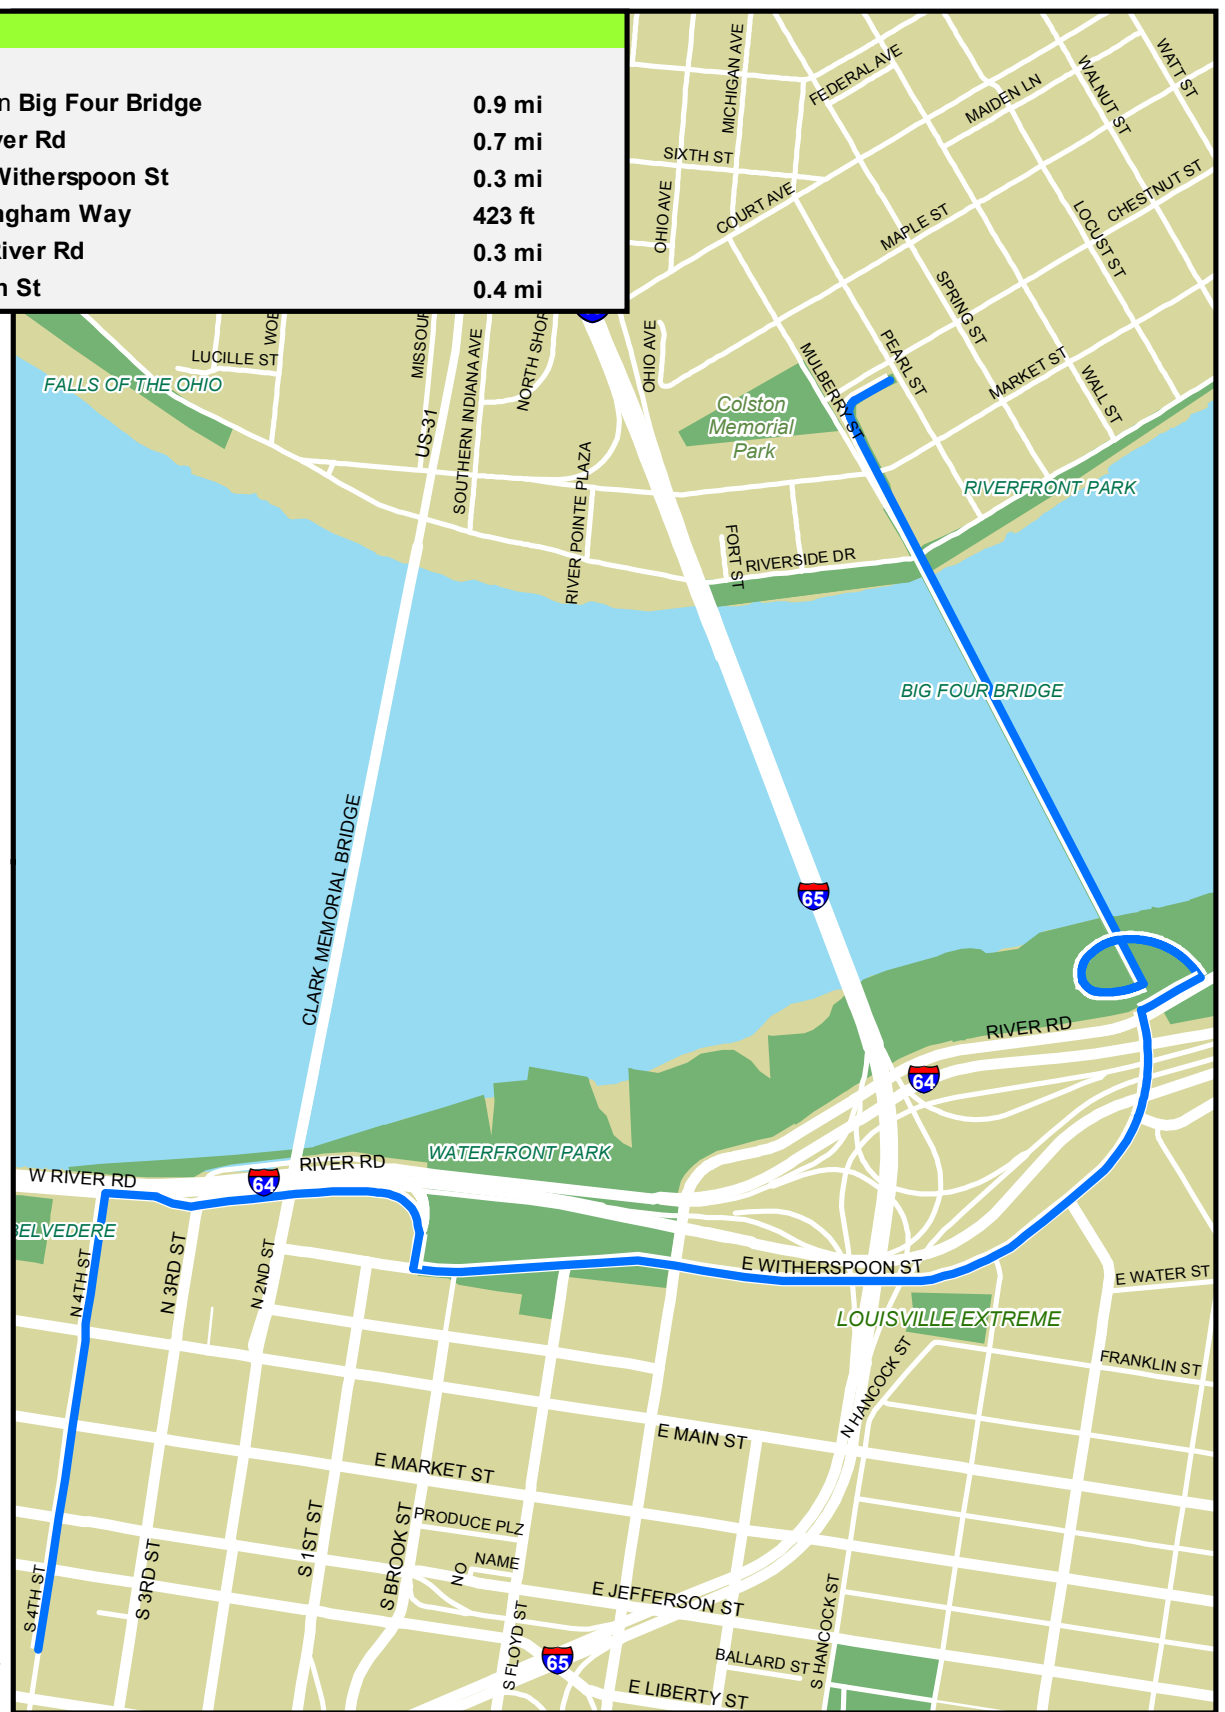 n Big Four Bridge 0.9 mi
ver Rd 0.7 mi
Witherspoon St 0.3 mi
ngham Way 423 ft
River Rd 0.3 mi
h St 0.4 mi
MICHIGAN AVE
FEDERAL AVE
MAIDEN LN
WALNUT ST
WATT ST
SIXTH ST
OHIO AVE
COURT AVE
MAPLE ST
LOCUST ST
CHESTNUT ST
SPRING ST
LUCILLE ST
MISSOUR
SOUTHERN INDIANA AVE
NORTH SHOR
OHIO AVE
MULBERRY ST
PEARL ST
MARKET ST
WALL ST
FALLS OF THE OHIO
US-31
Colston
Memorial
Park
RIVERFRONT PARK
RIVER POINTE PLAZA
FORT ST
RIVERSIDE DR
BIG FOUR BRIDGE
CLARK MEMORIAL BRIDGE
65
RIVER RD
64
WATERFRONT PARK
RIVER RD
W RIVER RD
64
BELVEDERE
N 4TH ST
N 3RD ST
N 2ND ST
E WITHERSPOON ST
E WATER ST
LOUISVILLE EXTREME
N HANCOCK ST
FRANKLIN ST
E MAIN ST
E MARKET ST
PRODUCE PLZ
NO NAME
S 4TH ST
S 3RD ST
S 1ST ST
S BROOK ST
S FLOYD ST
E JEFFERSON ST
S HANCOCK ST
BALLARD ST
65
E LIBERTY ST